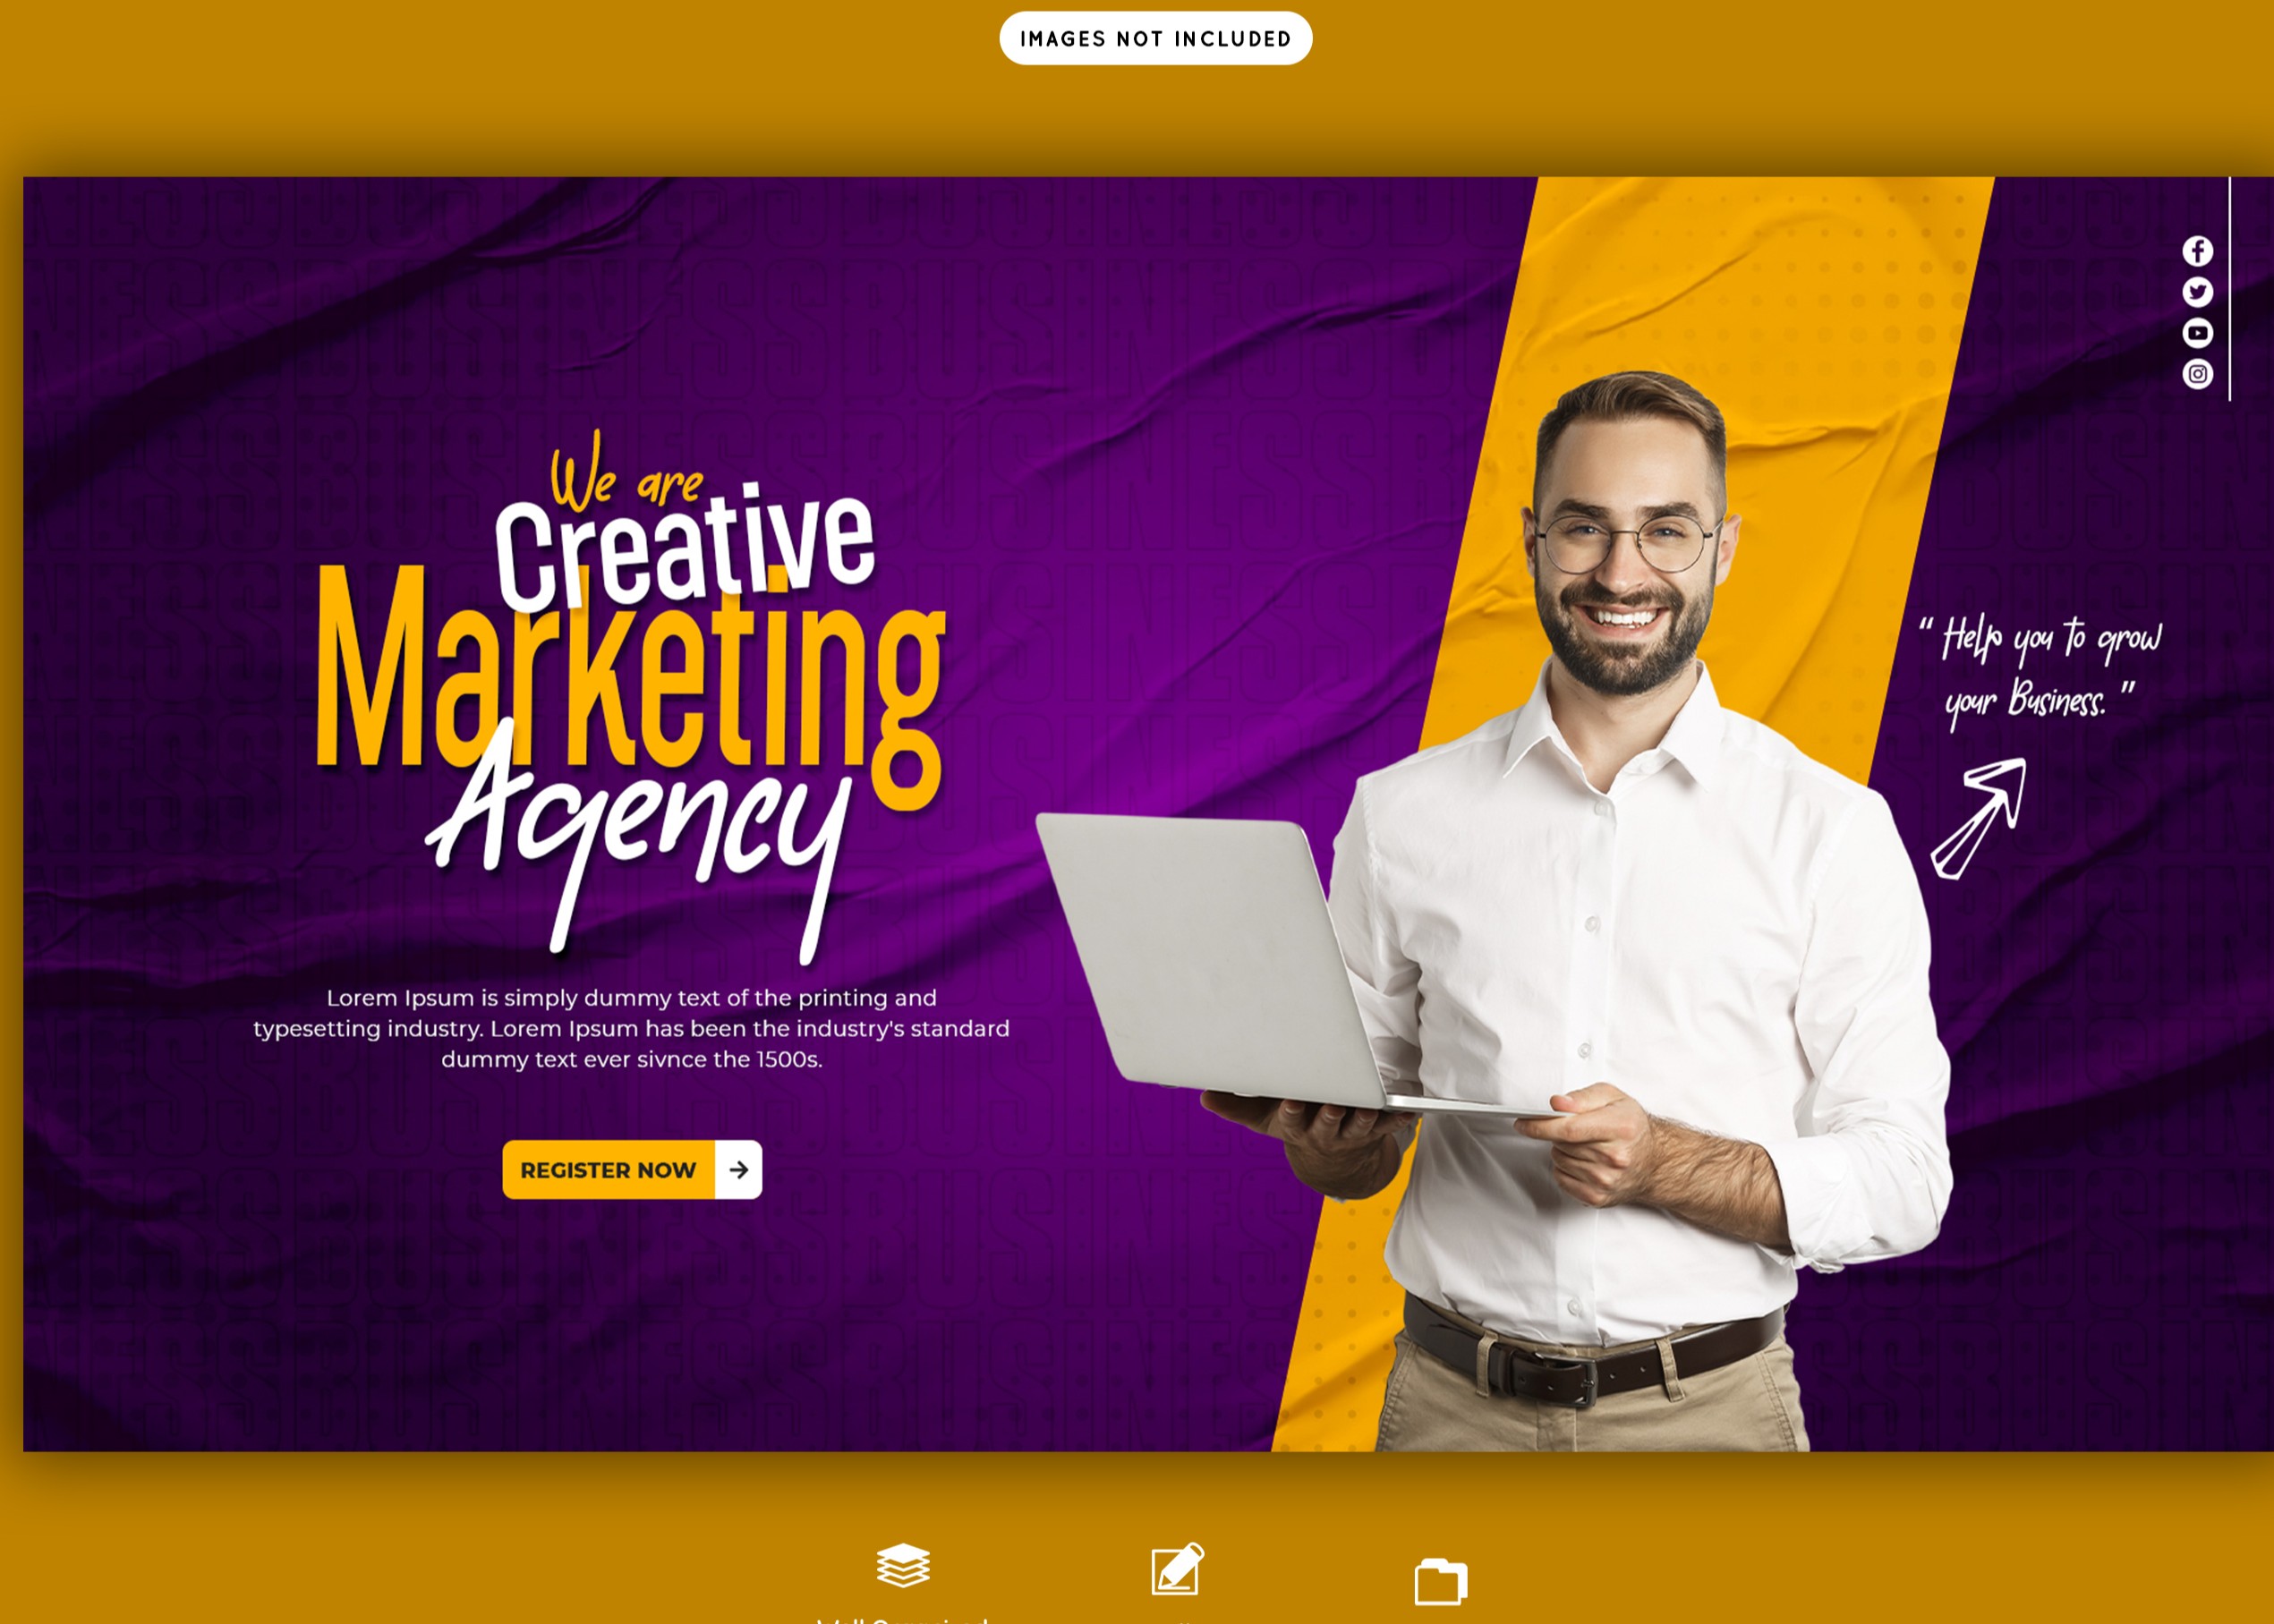 IMAGES NOT INCLUDED
We are
Creative
Marketing
Agency
Lorem Ipsum is simply dummy text of the printing and
typesetting industry. Lorem Ipsum has been the industry's standard
dummy text ever sivnce the 1500s.
REGISTER NOW
“ Help you to grow
your Business. ”